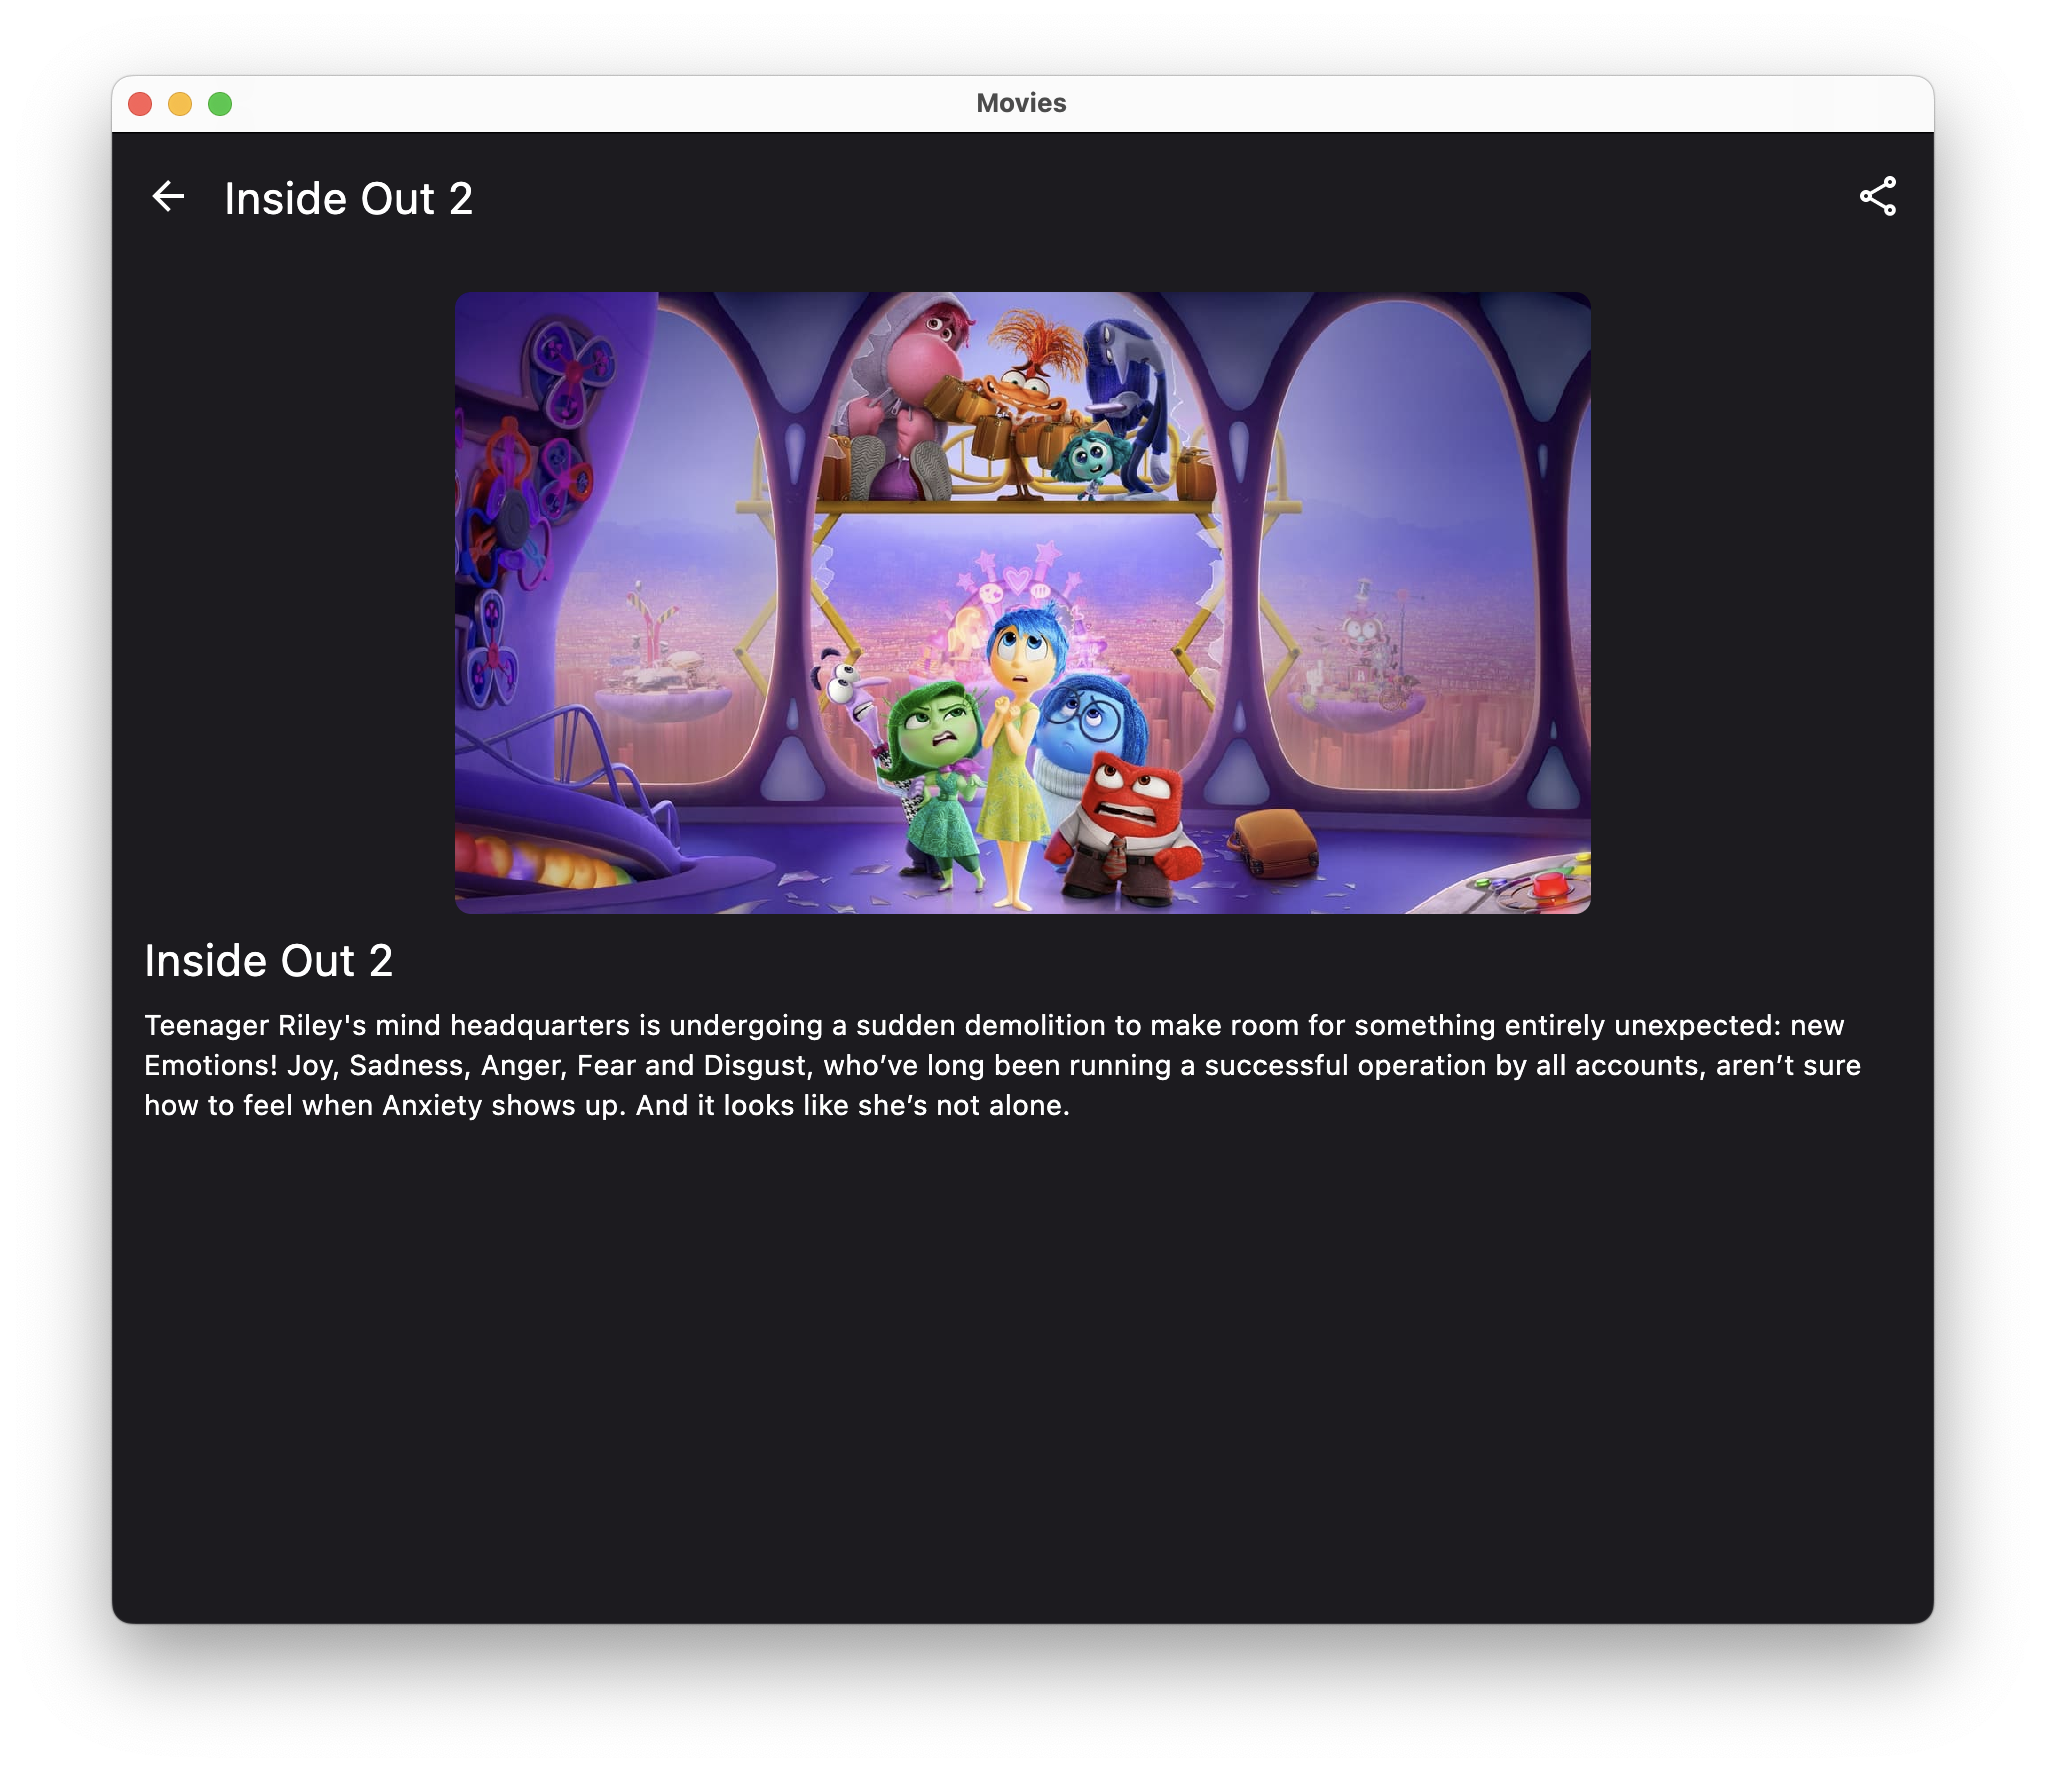 Movies
Inside Out 2
Inside Out 2
Teenager Riley's mind headquarters is undergoing a sudden demolition to make room for something entirely unexpected: new
Emotions! Joy, Sadness, Anger, Fear and Disgust, who’ve long been running a successful operation by all accounts, aren’t sure
how to feel when Anxiety shows up. And it looks like she’s not alone.